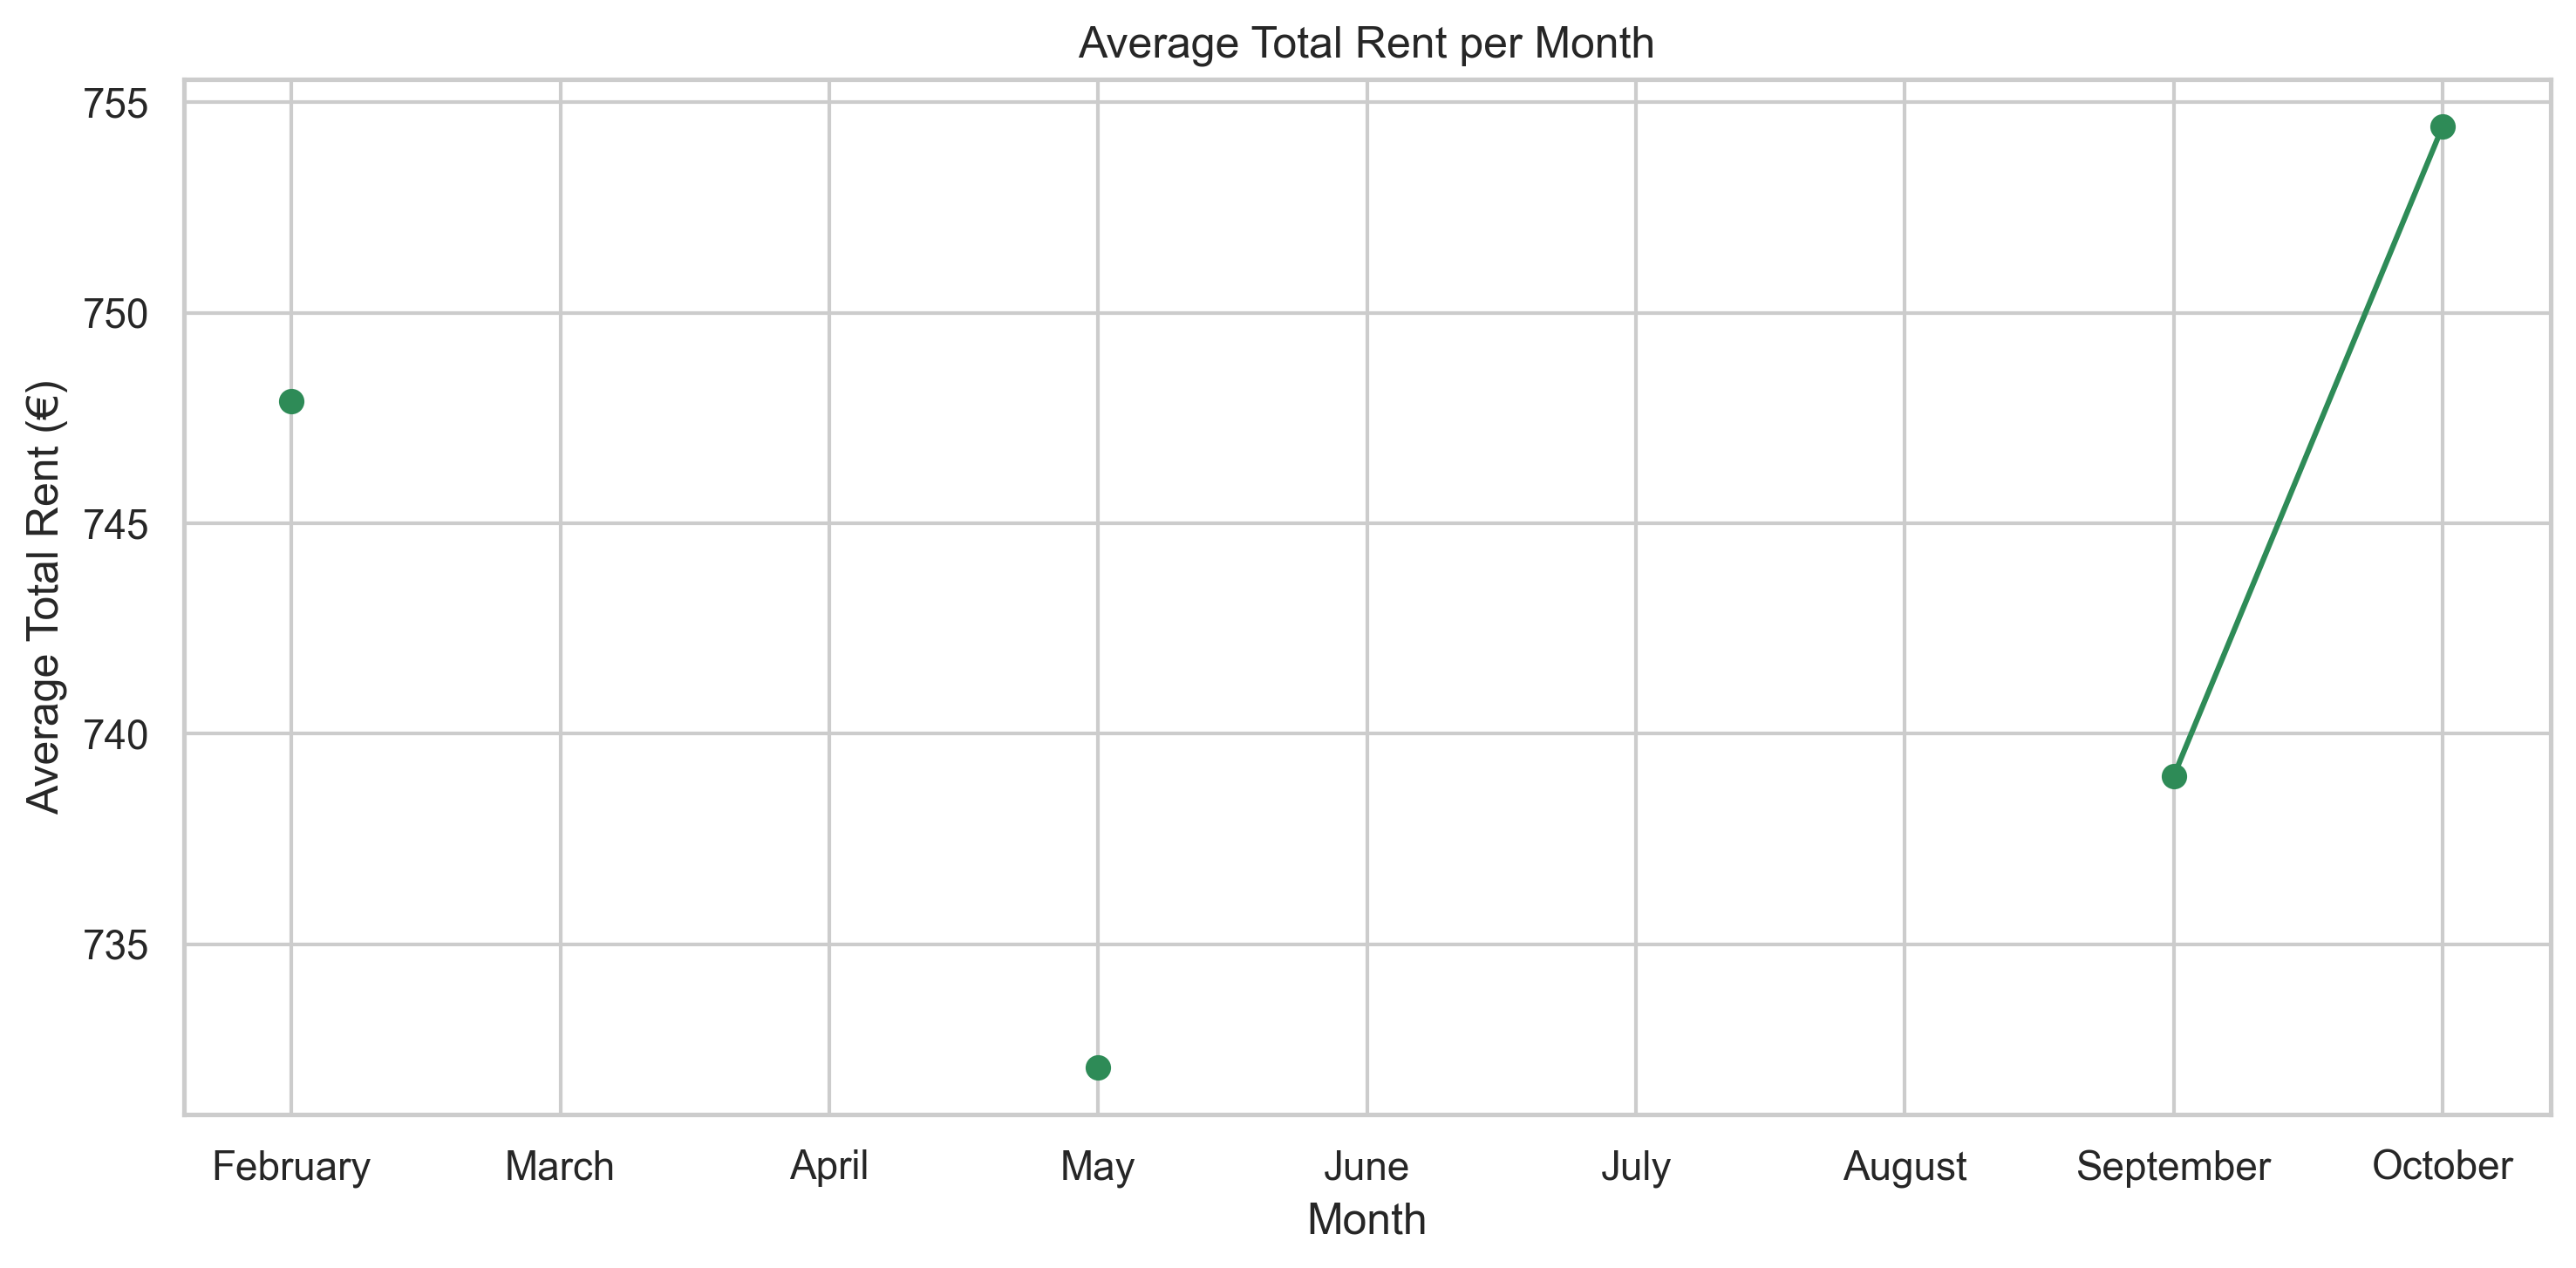 Average Total Rent per Month
Average Total Rent (€)
755
750
745
740
735
February March April May June July August September October
Month